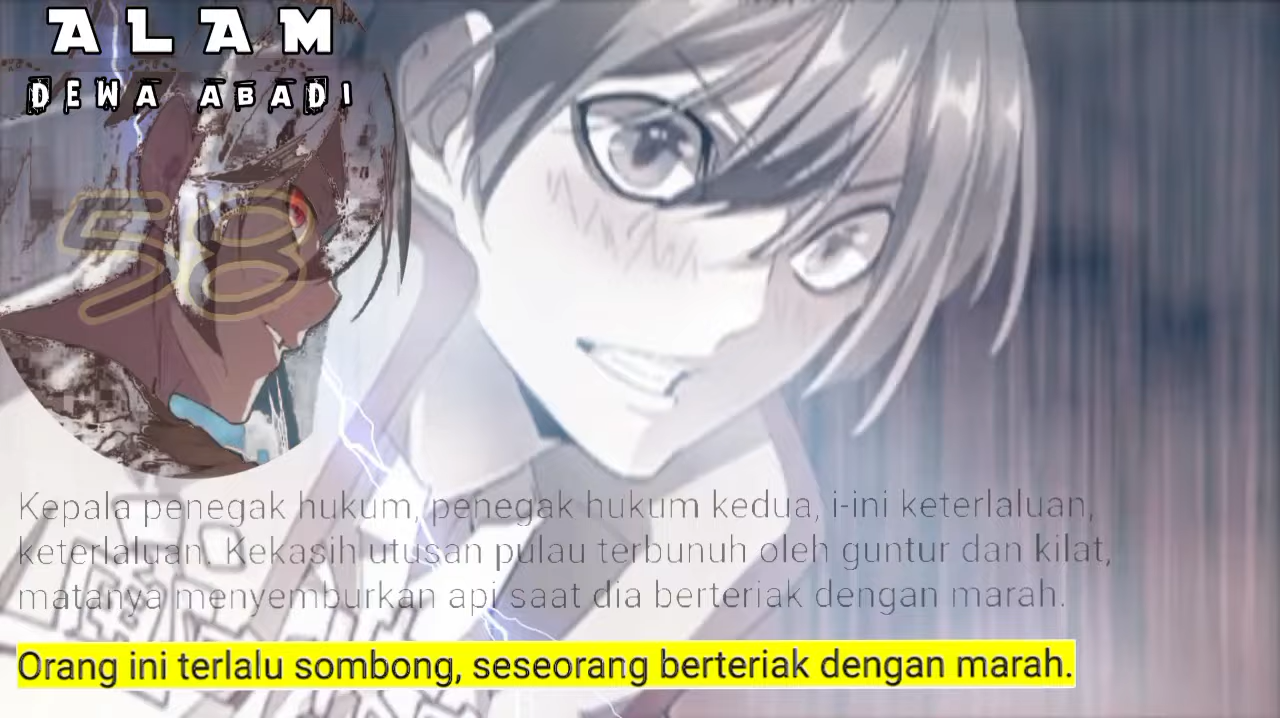 ALAM
DEWA ABADI
58
Kepala penegak hukum, penegak hukum kedua, i-ini keterlaluan,
keterlaluan. Kekasih utusan pulau terbunuh oleh guntur dan kilat,
matanya menyemburkan api saat dia berteriak dengan marah.
Orang ini terlalu sombong, seseorang berteriak dengan marah.